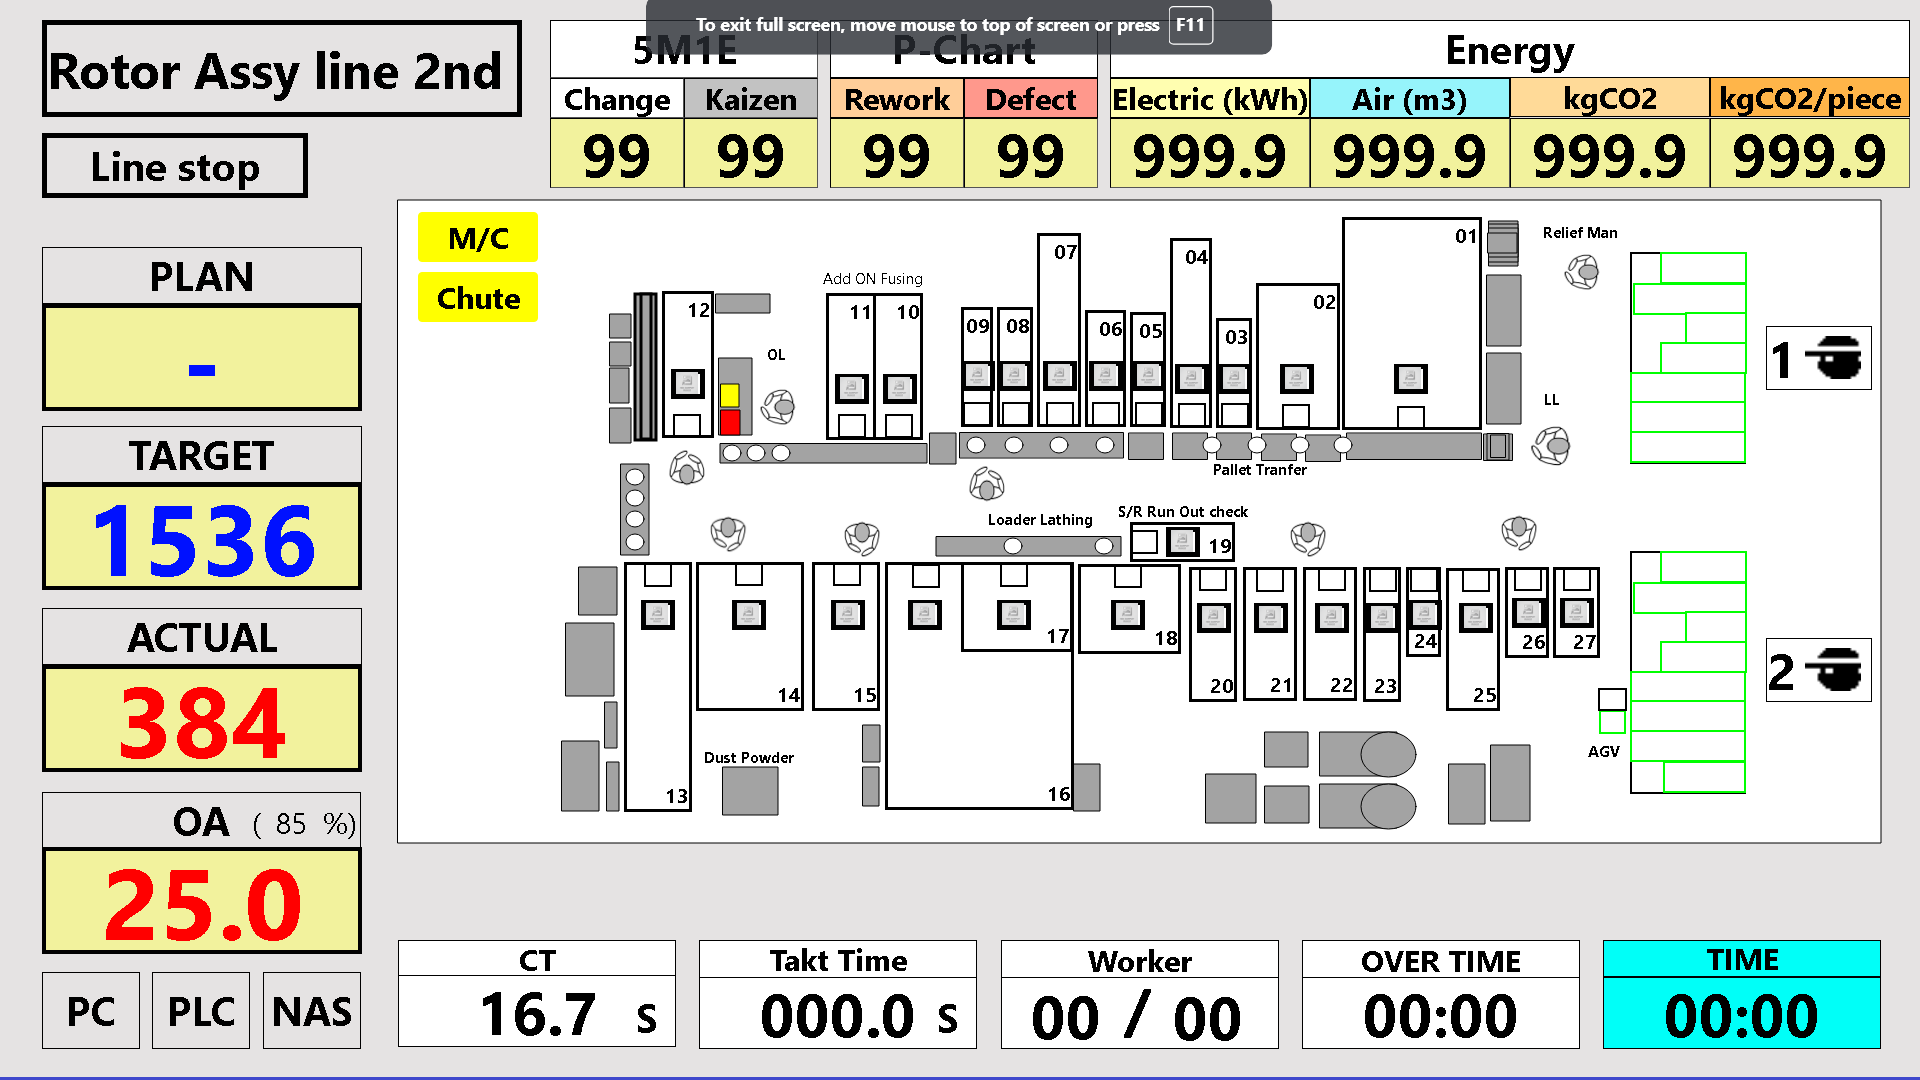 To exit full screen, move mouse to top of screen or press F11
Rotor Assy line 2nd
Line stop
5M1E
Change Kaizen
99 99
P-Chart
Rework Defect
99 99
Energy
Electric (kWh) Air (m3) kgCO2 kgCO2/piece
999.9 999.9 999.9 999.9
PLAN
-
TARGET
1536
ACTUAL
384
OA ( 85 %)
25.0
PC PLC NAS
M/C
Chute
Add ON Fusing
OL
12
11
10
09
08
07
06
05
04
03
02
01
Relief Man
LL
1
Pallet Tranfer
Loader Lathing
S/R Run Out check
19
13
14
15
16
17
18
20
21
22
23
24
25
26
27
Dust Powder
AGV
2
CT
16.7 s
Takt Time
000.0 s
Worker
00 / 00
OVER TIME
00:00
TIME
00:00